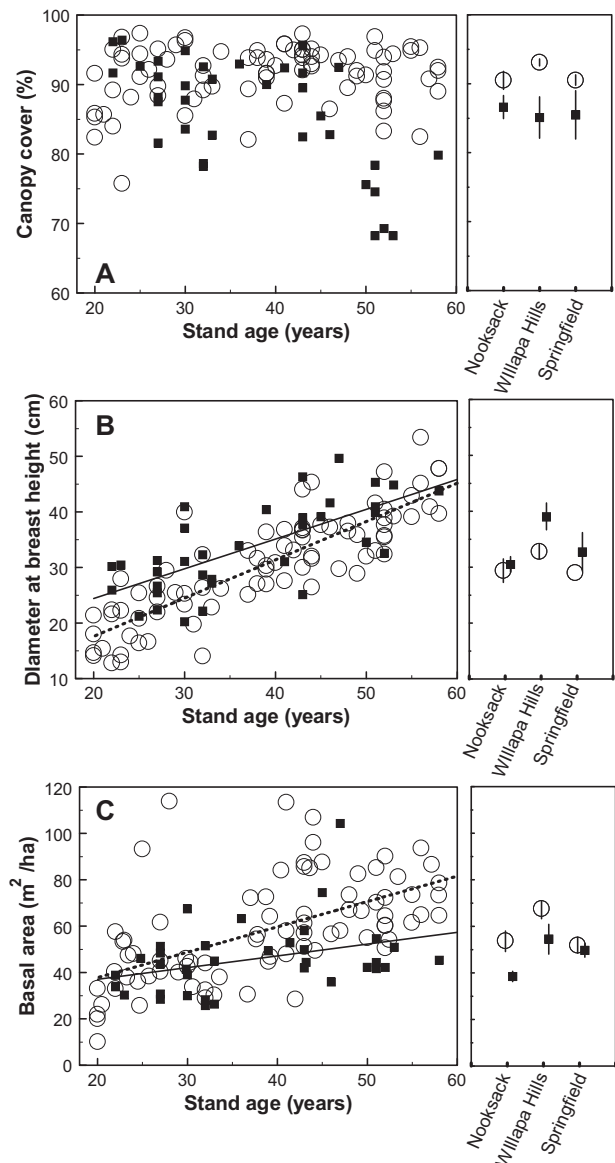 100
90
80
70
60
Canopy cover (%)
A
20
30
40
50
60
Stand age (years)
Nooksack
WIllapa Hills
Springfield
60
50
40
30
20
10
DIameter at breast height (cm)
B
20
30
40
50
60
Stand age (years)
Nooksack
WIllapa Hills
Springfield
120
100
80
60
40
20
0
Basal area (m² /ha)
C
20
30
40
50
60
Stand age (years)
Nooksack
WIllapa Hills
Springfield